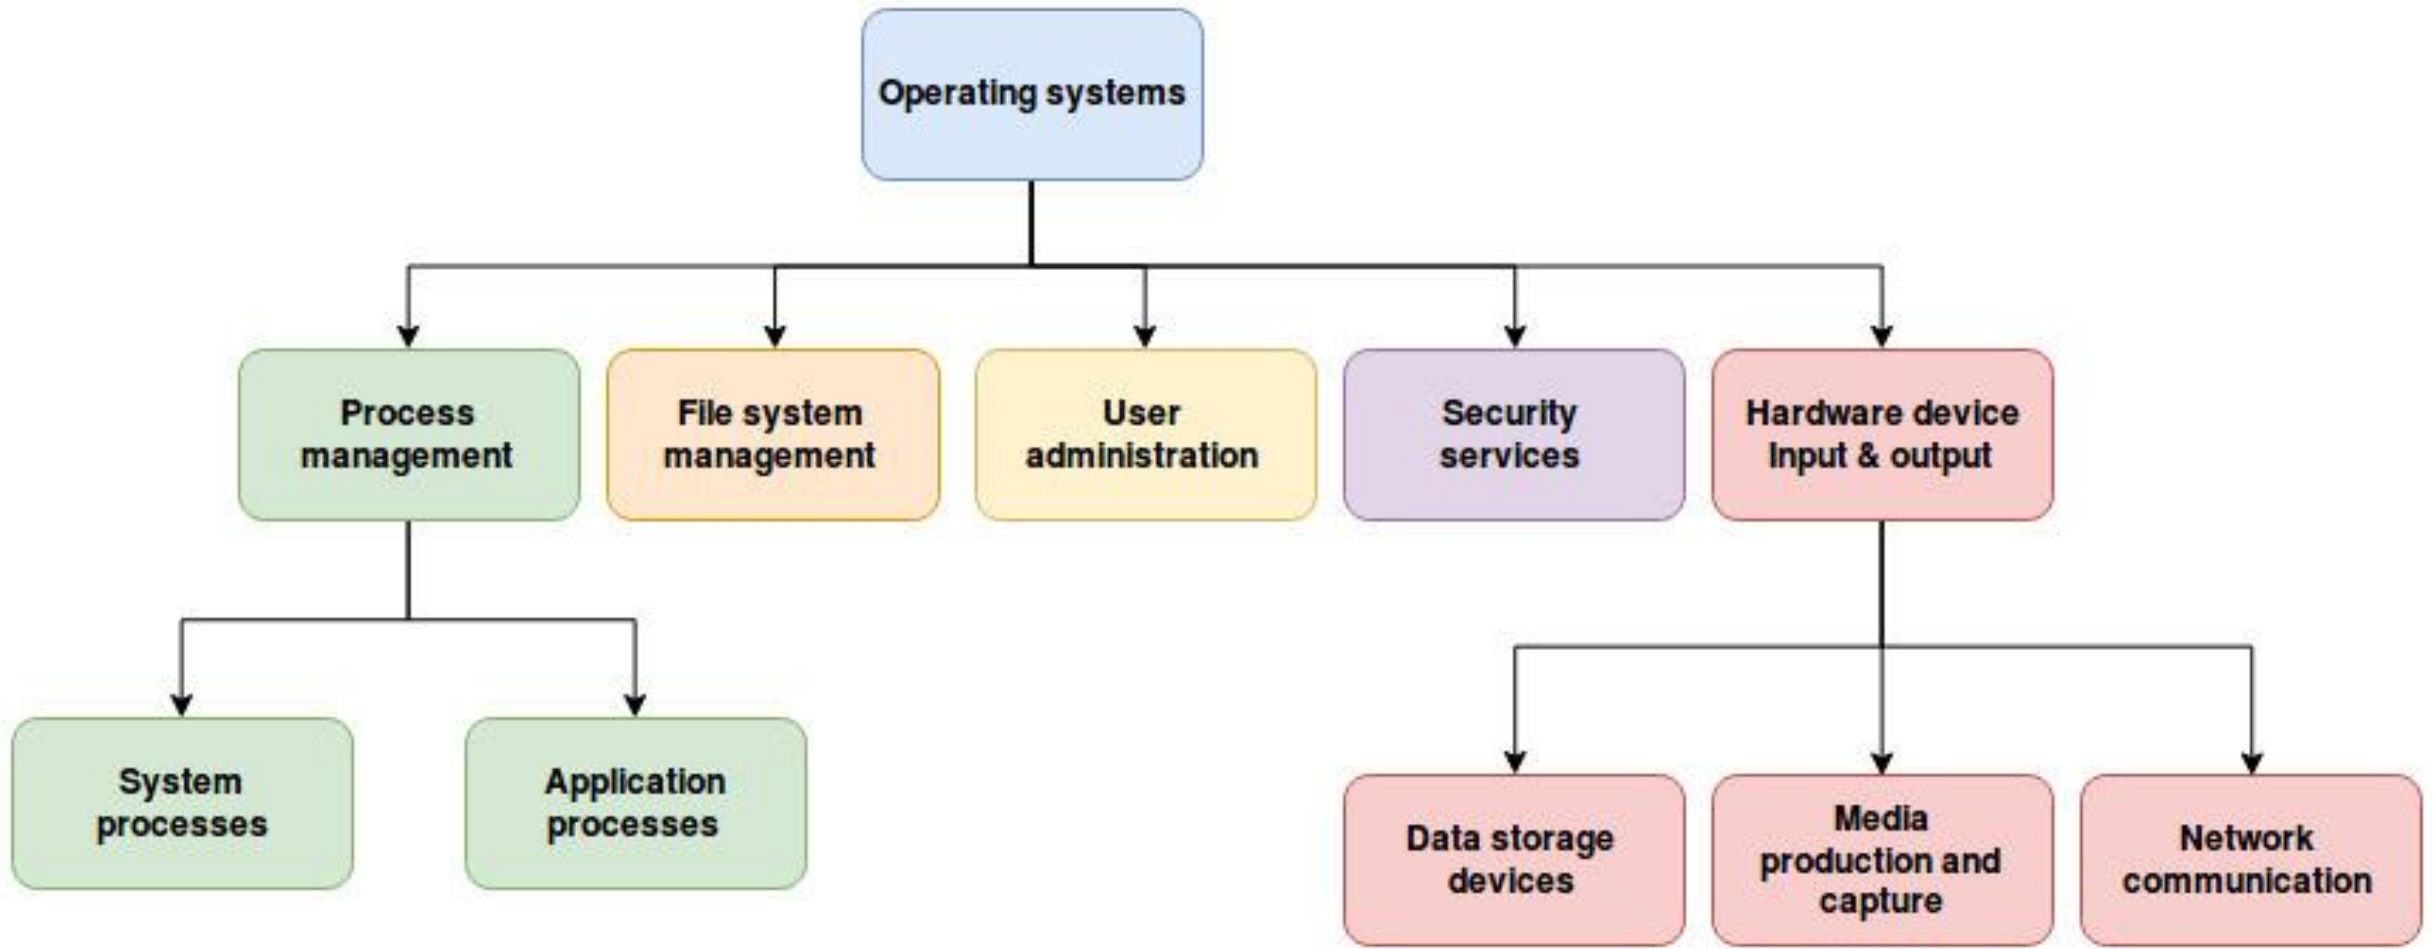 Operating systems
Process
management
File system
management
User
administration
Security
services
Hardware device
Input & output
System
processes
Application
processes
Data storage
devices
Media
production and
capture
Network
communication